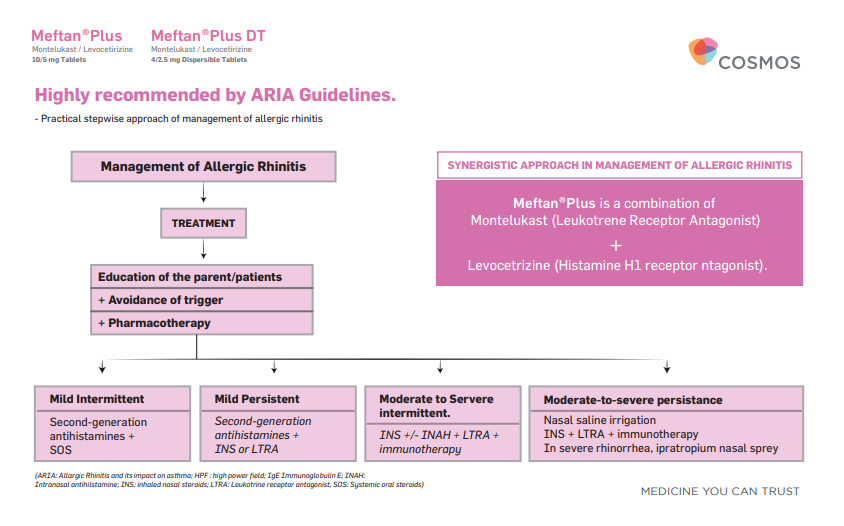 Meftan®Plus
Montelukast / Levocetirizine
10/5 mg Tablets
Meftan®Plus DT
Montelukast / Levocetirizine
4/2.5 mg Dispersible Tablets
COSMOS
Highly recommended by ARIA Guidelines.
- Practical stepwise approach of management of allergic rhinitis
Management of Allergic Rhinitis
TREATMENT
Education of the parent/patients
+ Avoidance of trigger
+ Pharmacotherapy
SYNERGISTIC APPROACH IN MANAGEMENT OF ALLERGIC RHINITIS
Meftan®Plus is a combination of
Montelukast (Leukotrene Receptor Antagonist)
+
Levocetrizine (Histamine H1 receptor ntagonist).
Mild Intermittent
Second-generation
antihistamines +
SOS
Mild Persistent
Second-generation
antihistamines +
INS or LTRA
Moderate to Servere
intermittent.
INS +/- INAH + LTRA +
immunotherapy
Moderate-to-severe persistance
Nasal saline irrigation
INS + LTRA + immunotherapy
In severe rhinorrhea, ipratropium nasal sprey
(ARIA: Allargic Rhinitis and its impact on asthma; HPF : high power field; IgE Immunoglobulin E; INAH:
Intranasal antihilstamine; INS: inhaled nasal steroids; LTRA: Leukotrine receptor antagonist, SOS: Systemic oral steroids)
MEDICINE YOU CAN TRUST